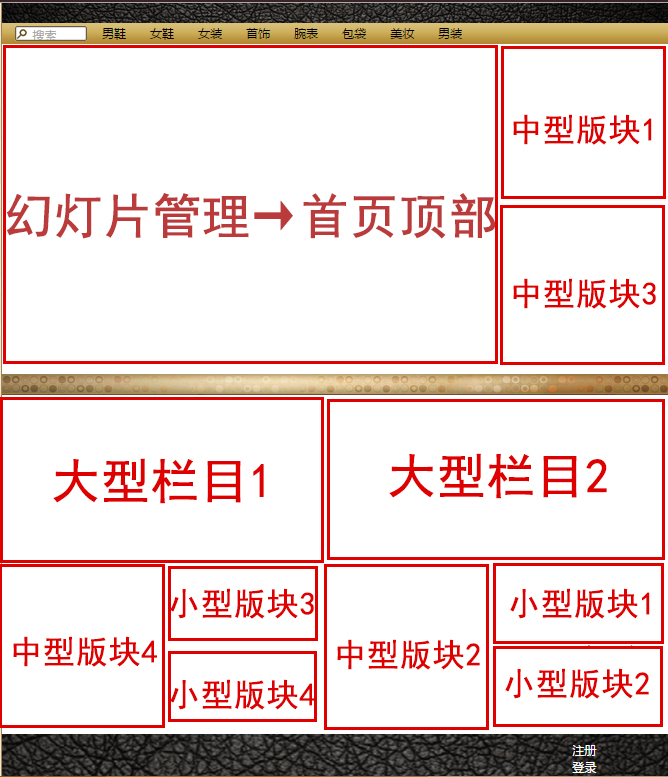 搜索 男鞋 女鞋 女装 首饰 腕表 包袋 美妆 男装
中型版块1
幻灯片管理→首页顶部
中型版块3
大型栏目1
大型栏目2
中型版块4
小型版块3
小型版块4
中型版块2
小型版块1
小型版块2
注册
登录